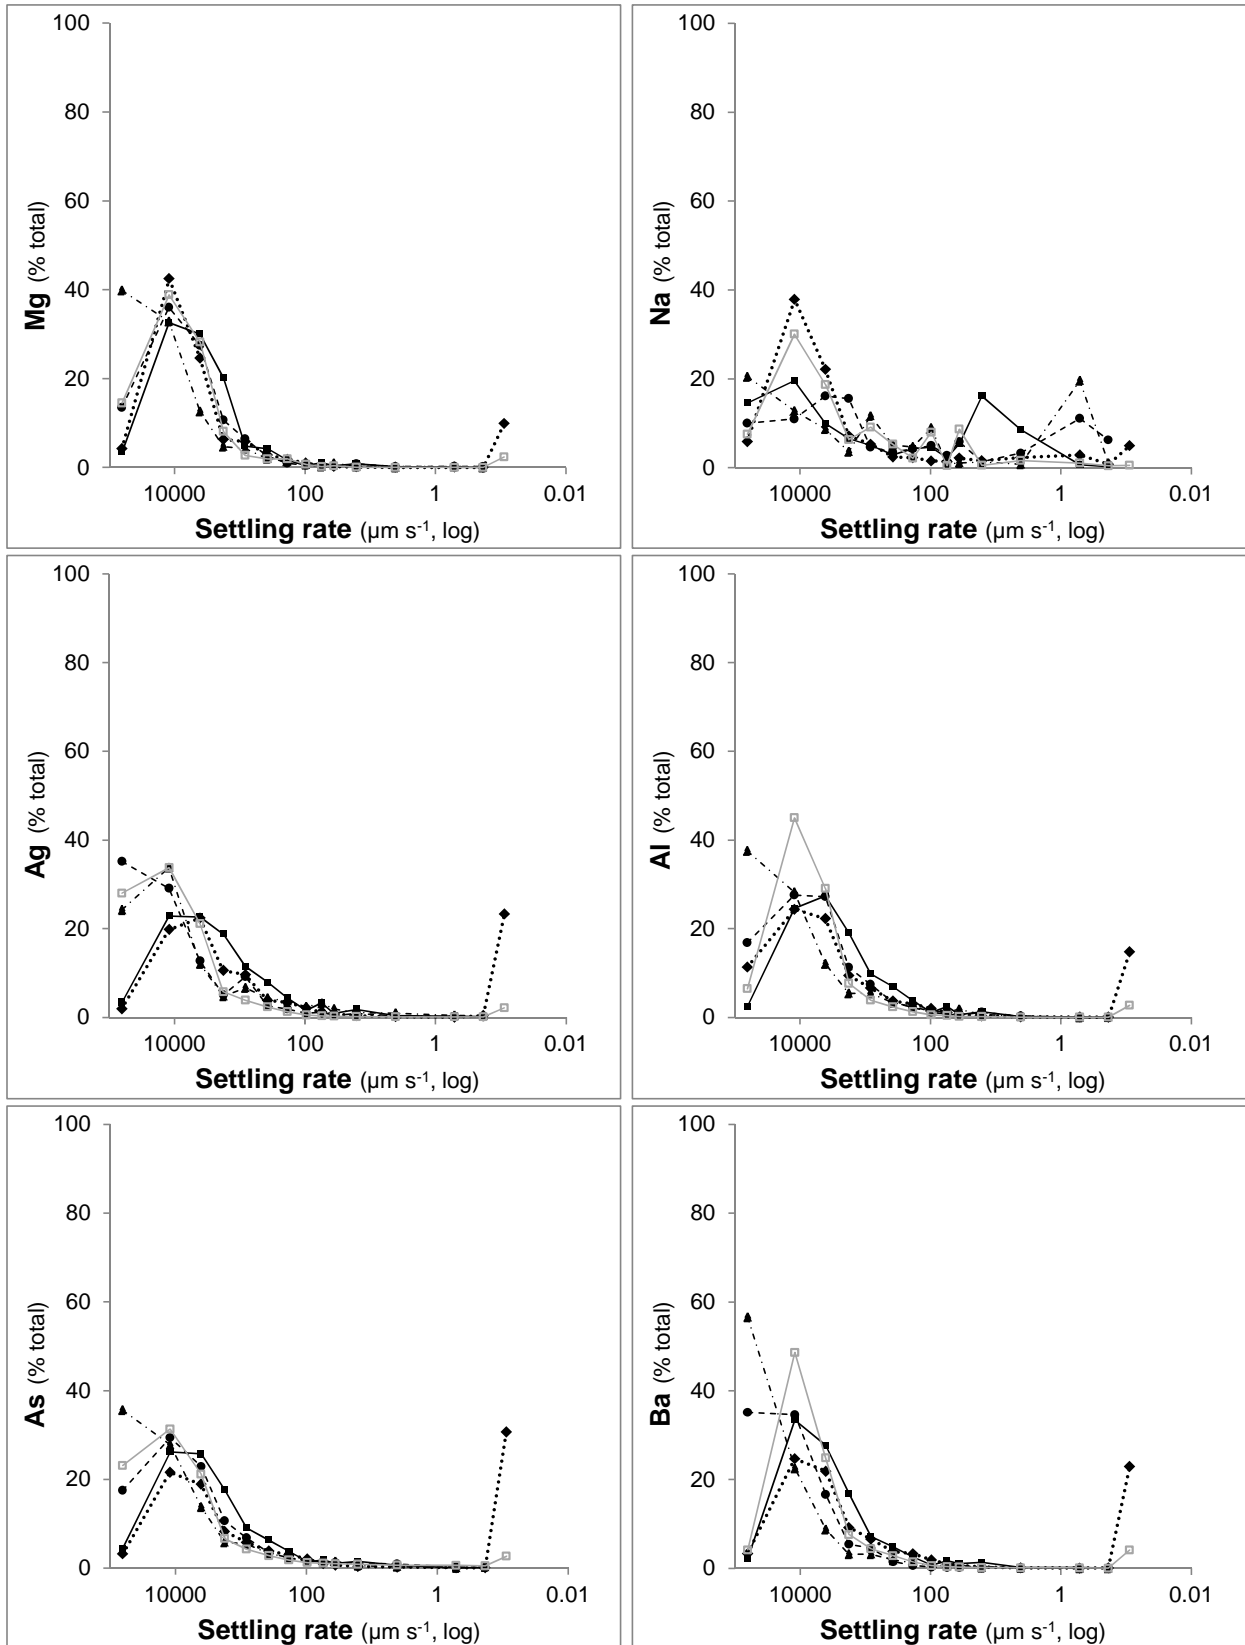 100
80
60
40
20
0
Mg (% total)
10000 100 1 0.01
Settling rate (µm s⁻¹, log)
100
80
60
40
20
0
Na (% total)
10000 100 1 0.01
Settling rate (µm s⁻¹, log)
100
80
60
40
20
0
Ag (% total)
10000 100 1 0.01
Settling rate (µm s⁻¹, log)
100
80
60
40
20
0
Al (% total)
10000 100 1 0.01
Settling rate (µm s⁻¹, log)
100
80
60
40
20
0
As (% total)
10000 100 1 0.01
Settling rate (µm s⁻¹, log)
100
80
60
40
20
0
Ba (% total)
10000 100 1 0.01
Settling rate (µm s⁻¹, log)